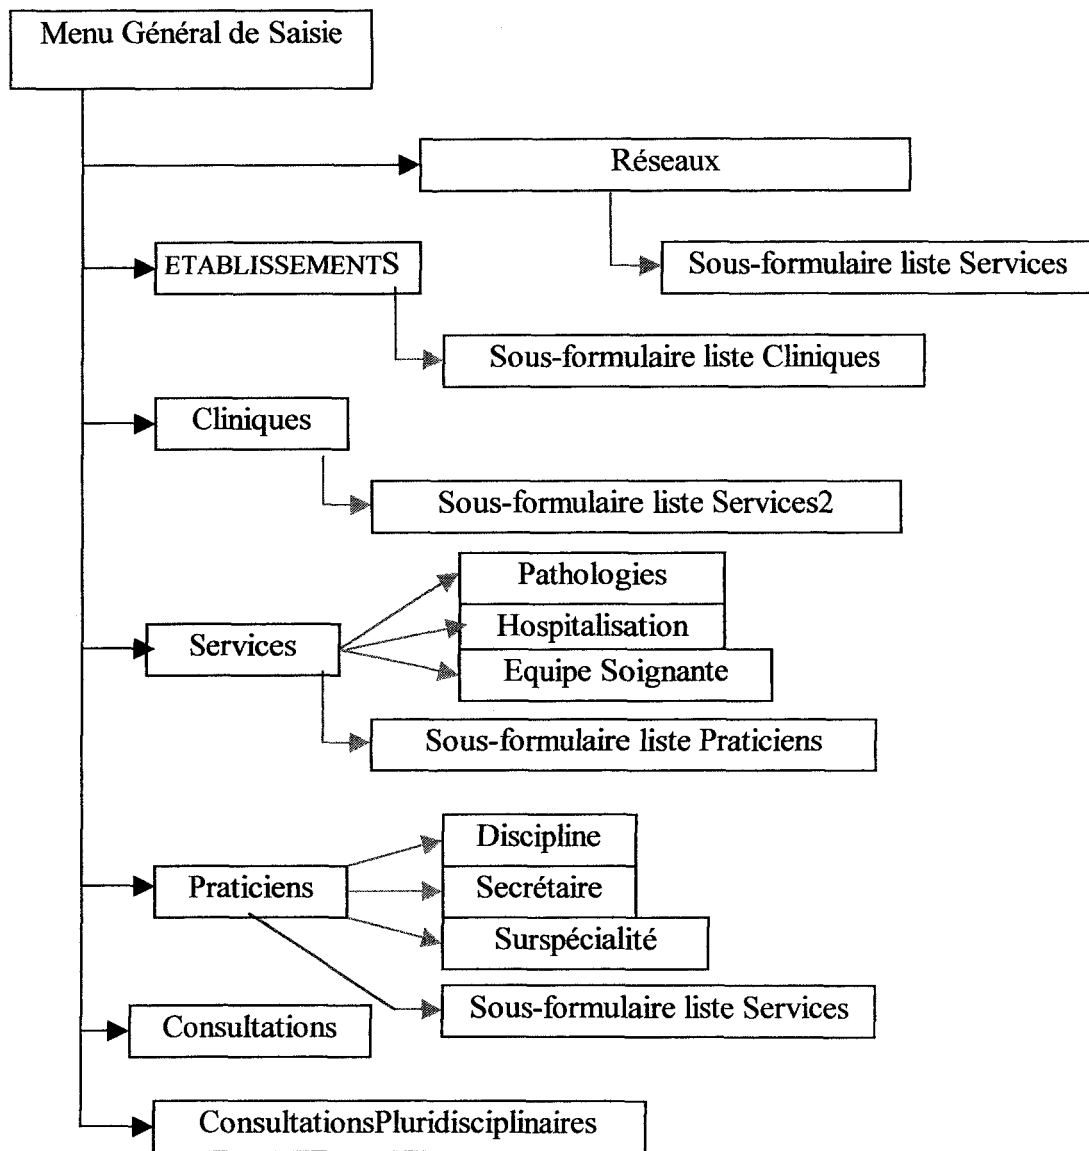 Menu Général de Saisie
Réseaux
Sous-formulaire liste Services
ETABLISSEMENTS
Sous-formulaire liste Cliniques
Cliniques
Sous-formulaire liste Services2
Pathologies
Hospitalisation
Services
Equipe Soignante
Sous-formulaire liste Praticiens
Discipline
Praticiens
Secrétaire
Surspécialité
Sous-formulaire liste Services
Consultations
ConsultationsPluridisciplinaires